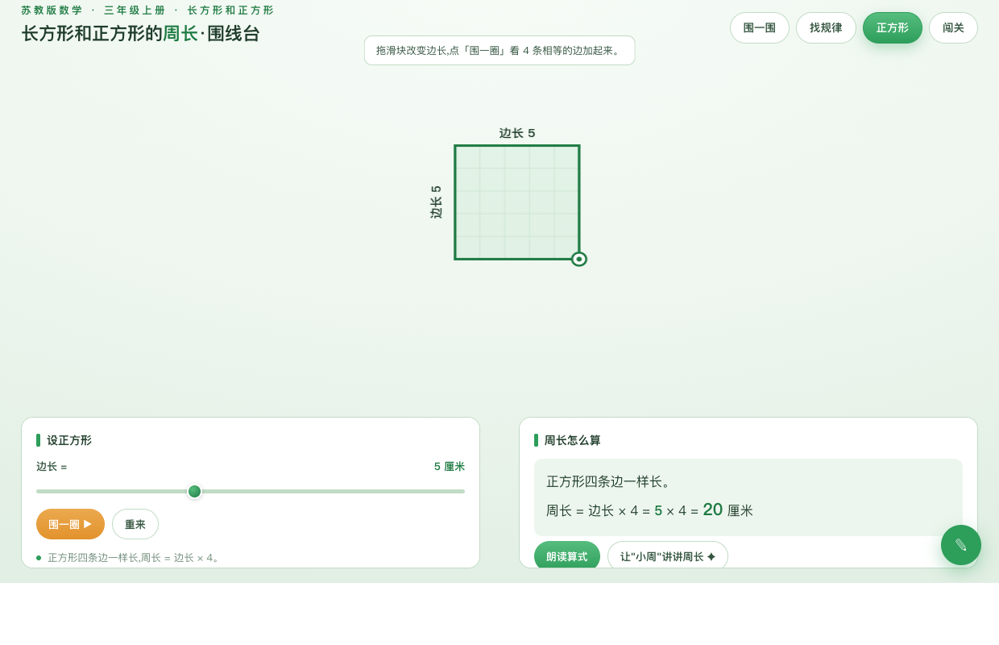 苏教版数学 · 三年级上册 · 长方形和正方形
长方形和正方形的周长·围线台
围一围
找规律
正方形
闯关
拖滑块改变边长,点「围一圈」看 4 条相等的边加起来。
边长 5
边长 5
设正方形
边长 =
5 厘米
围一圈 ▶
重来
正方形四条边一样长,周长 = 边长 × 4。
周长怎么算
正方形四条边一样长。
周长 = 边长 × 4 = 5 × 4 = 20 厘米
朗读算式
让"小周"讲讲周长 ✦